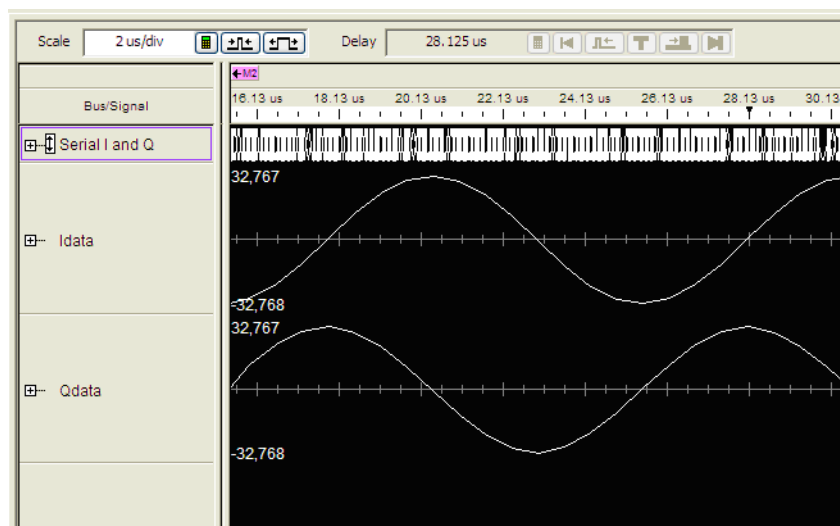 Scale 2 us/div Delay 28.125 us
M2
Bus/Signal
16.13 us 18.13 us 20.13 us 22.13 us 24.13 us 26.13 us 28.13 us 30.13
Serial I and Q
32,767
Idata
-32,768
32,767
Qdata
-32,768